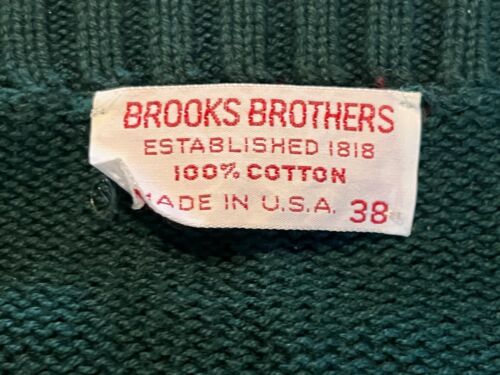 BROOKS BROTHERS
ESTABLISHED 1818
100% COTTON
MADE IN U.S.A. 38